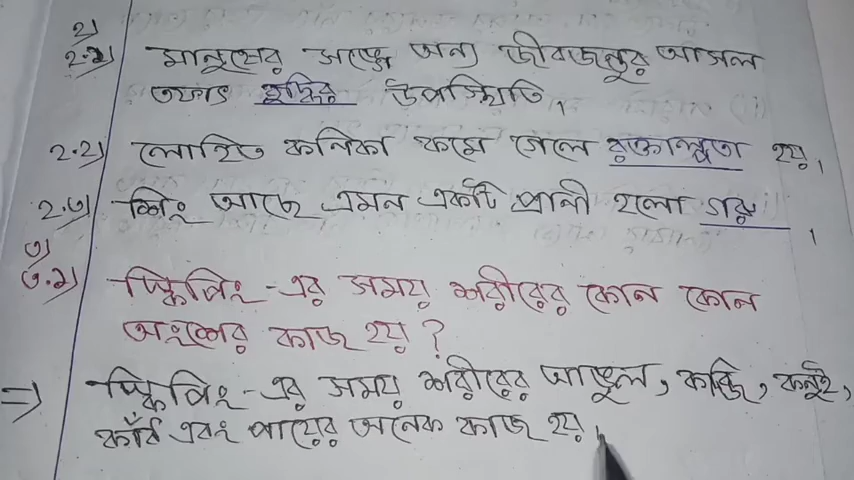 ২)
২.১) মানুষের সঙ্গে অন্য জীবজন্তুর আসল
তফাৎ বুদ্ধির উপস্থিতি।
২.২) লোহিত কনিকা কমে গেলে রক্তাল্পতা হয়।
২.৩) শিং আছে এমন একটি প্রানী হলো গরু।
৩)
৩.১) স্কিপিং-এর সময় শরীরের কোন কোন
অংশের কাজ হয়?
⇒ স্কিপিং-এর সময় শরীরের আঙুল, কব্জি, কনুই,
কাঁধ এবং পায়ের অনেক কাজ হয়।